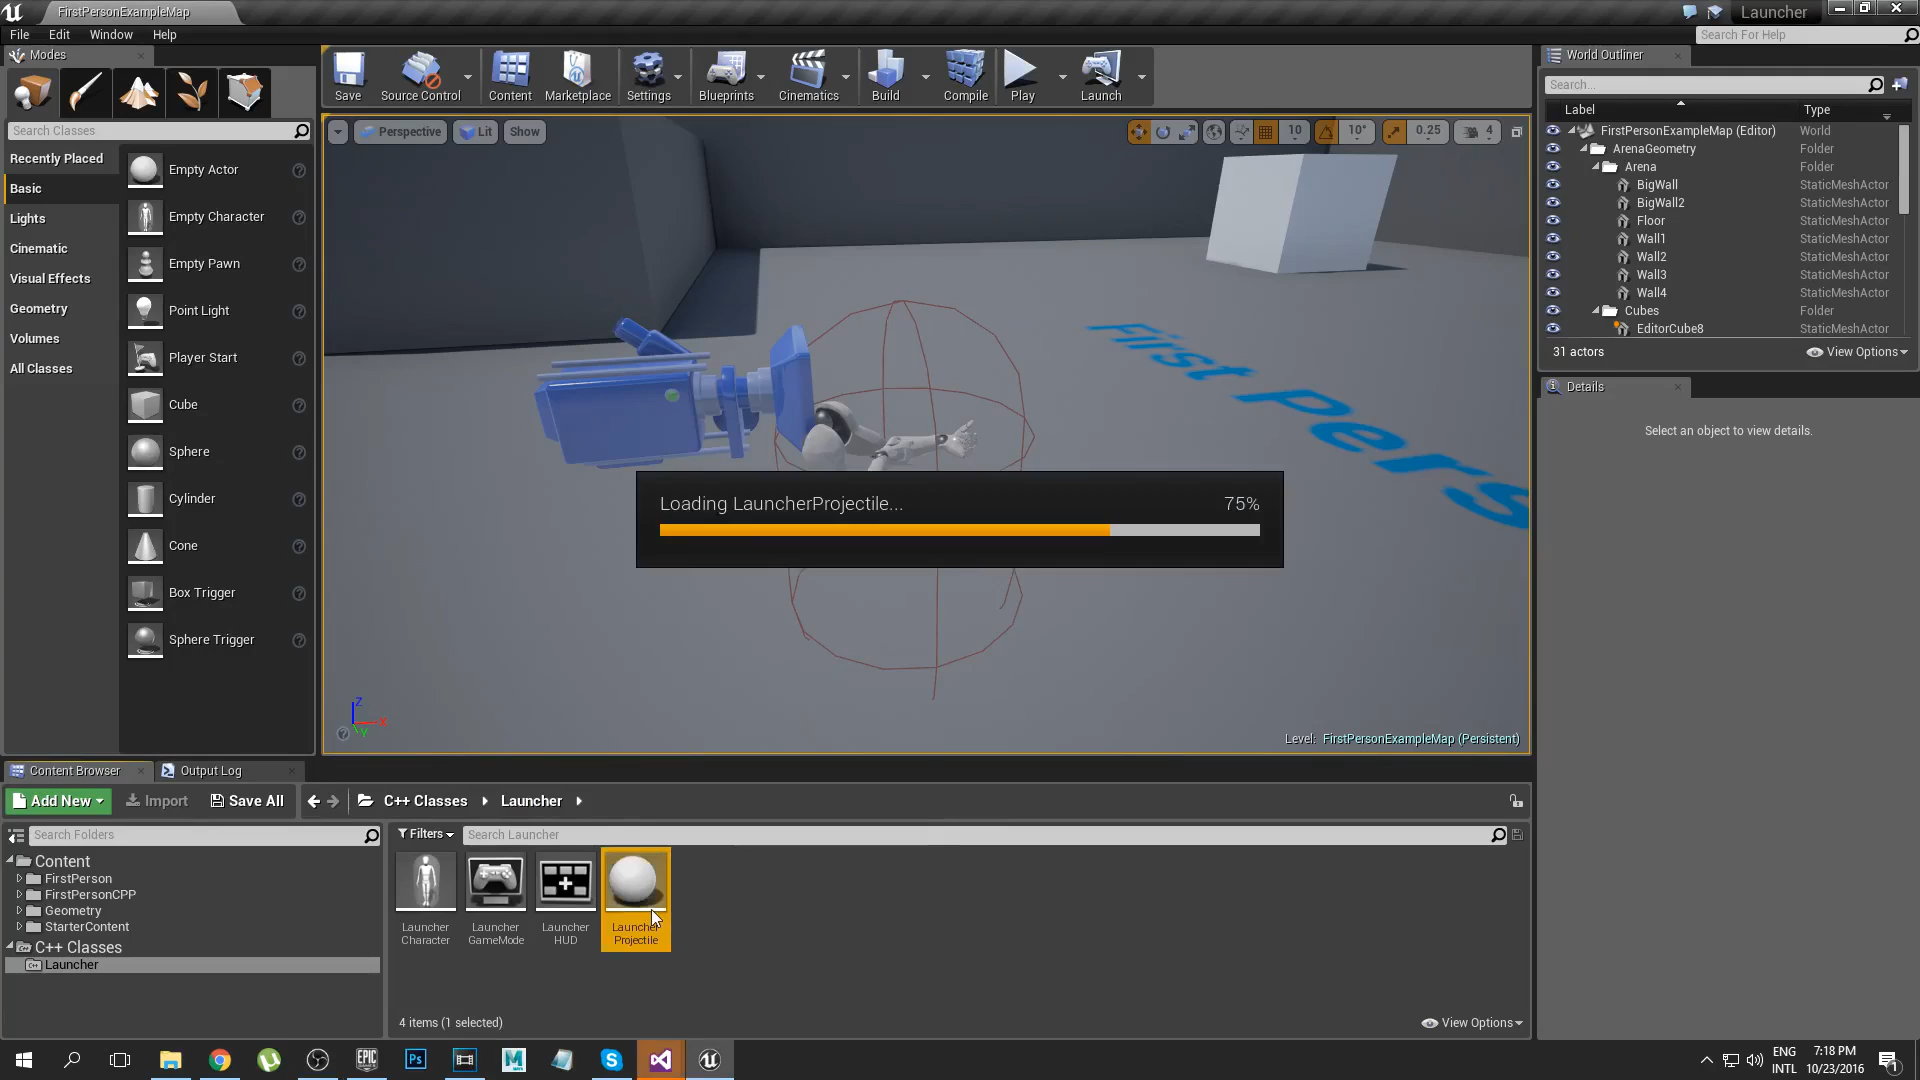 FirstPersonExampleMap
Launcher
File Edit Window Help
Search For Help
Modes
Search Classes
Recently Placed
Basic
Lights
Cinematic
Visual Effects
Geometry
Volumes
All Classes
Empty Actor
Empty Character
Empty Pawn
Point Light
Player Start
Cube
Sphere
Cylinder
Cone
Box Trigger
Sphere Trigger
Save
Source Control
Content
Marketplace
Settings
Blueprints
Cinematics
Build
Compile
Play
Launch
Perspective
Lit
Show
10
10°
0.25
4
First Pers
Loading LauncherProjectile...
75%
Z
X
Y
Level: FirstPersonExampleMap (Persistent)
World Outliner
Search...
Label Type
FirstPersonExampleMap (Editor) World
ArenaGeometry Folder
Arena Folder
BigWall StaticMeshActor
BigWall2 StaticMeshActor
Floor StaticMeshActor
Wall1 StaticMeshActor
Wall2 StaticMeshActor
Wall3 StaticMeshActor
Wall4 StaticMeshActor
Cubes Folder
EditorCube8 StaticMeshActor
31 actors
View Options
Details
Select an object to view details.
Content Browser
Output Log
Add New
Import
Save All
C++ Classes
Launcher
Search Folders
Content
FirstPerson
FirstPersonCPP
Geometry
StarterContent
C++ Classes
Launcher
Filters
Search Launcher
Launcher
Character
Launcher
GameMode
Launcher
HUD
Launcher
Projectile
4 items (1 selected)
View Options
EPIC
GAMES
Ps
M
S
ENG
INTL
7:18 PM
10/23/2016
1